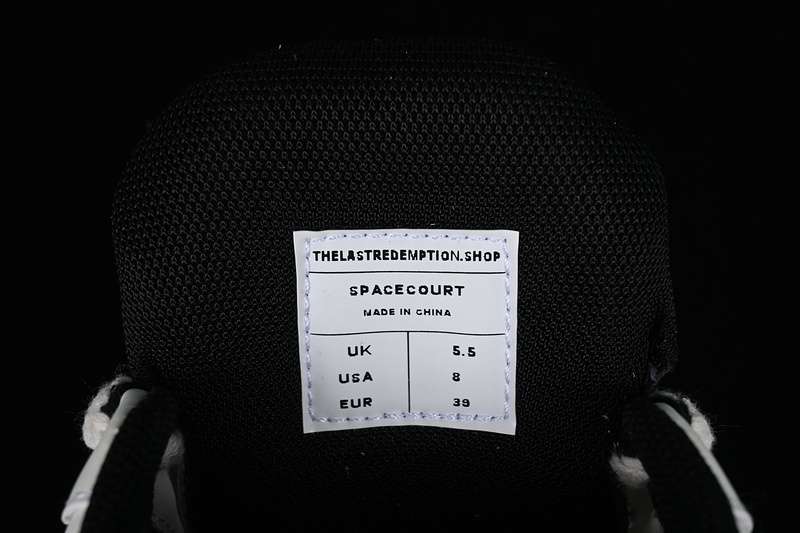 THELASTREDEMPTION.SHOP
SPACECOURT
MADE IN CHINA
UK 5.5
USA 8
EUR 39